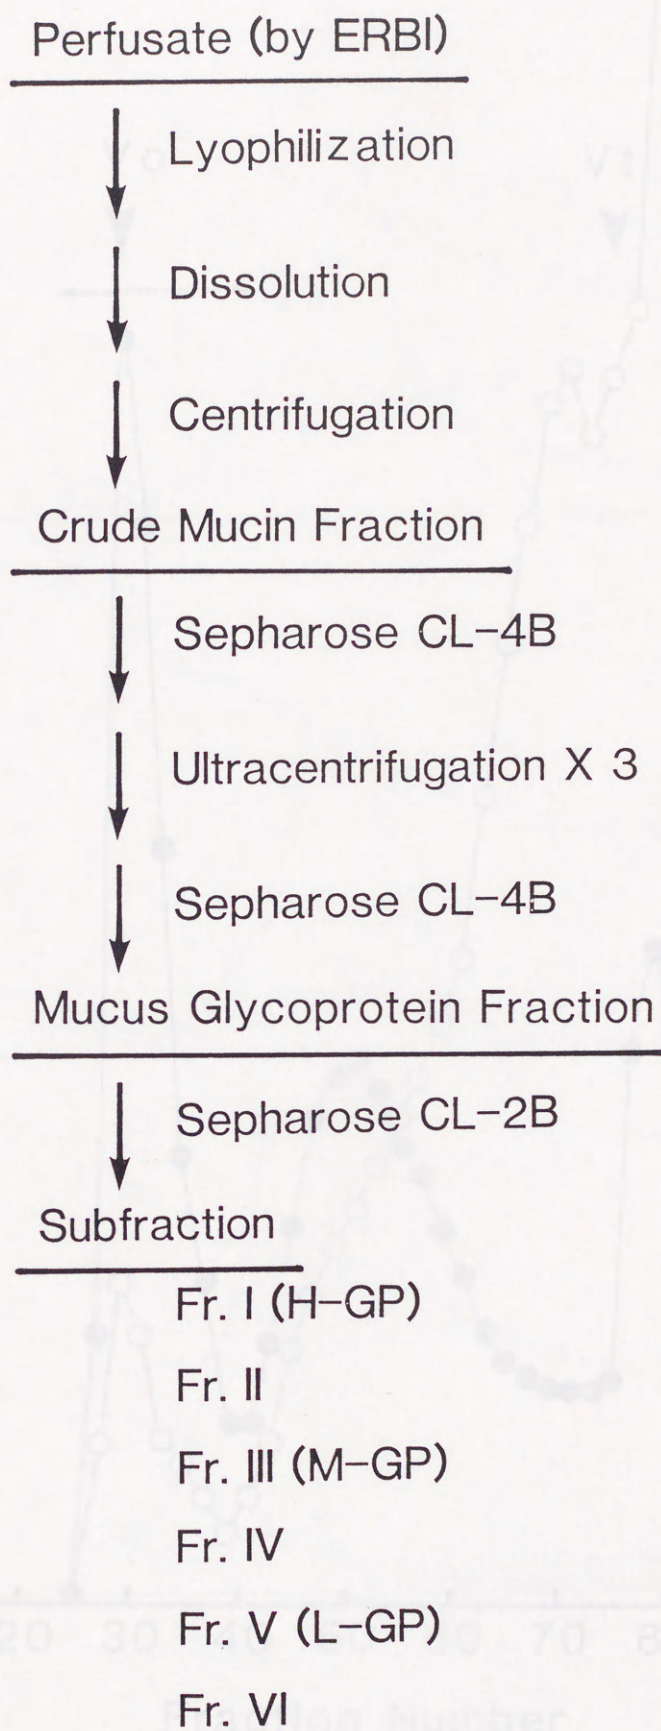 Perfusate (by ERBI)
Lyophilization
Dissolution
Centrifugation
Crude Mucin Fraction
Sepharose CL-4B
Ultracentrifugation X 3
Sepharose CL-4B
Mucus Glycoprotein Fraction
Sepharose CL-2B
Subfraction
Fr. I (H-GP)
Fr. II
Fr. III (M-GP)
Fr. IV
Fr. V (L-GP)
Fr. VI